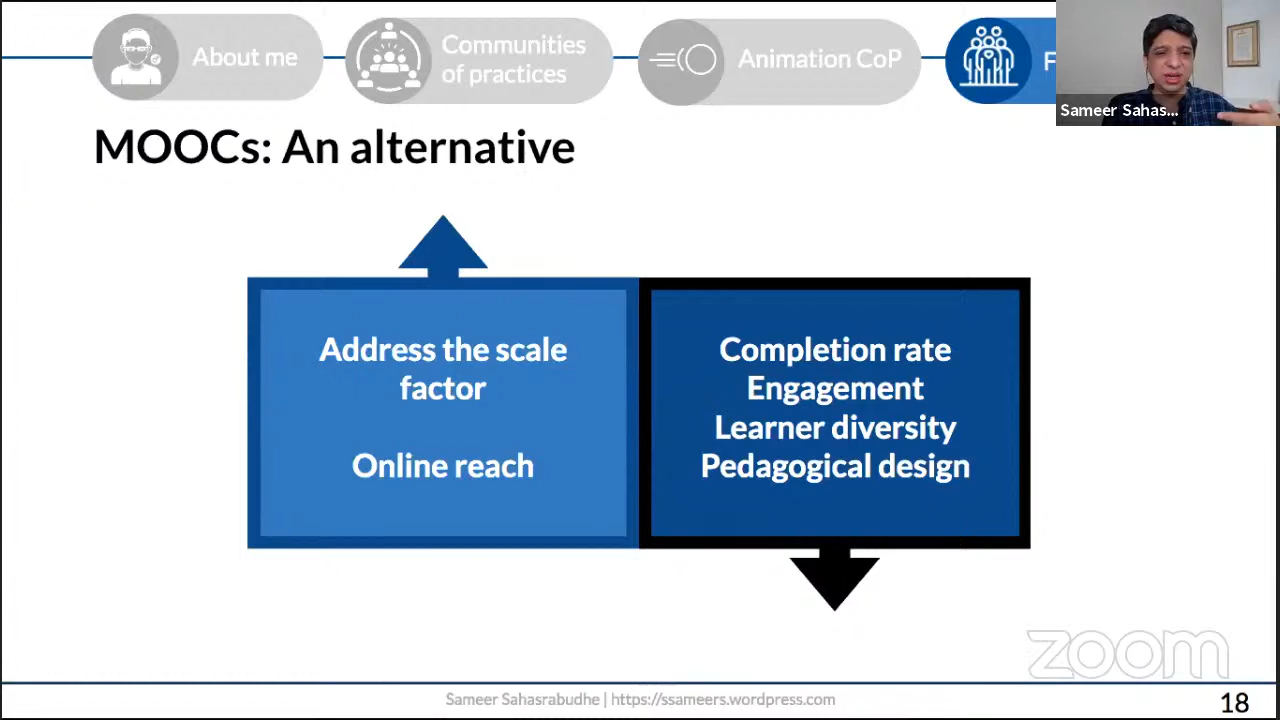 About me
Communities
of practices
Animation CoP
F
Sameer Sahas...
MOOCs: An alternative
Address the scale
factor
Online reach
Completion rate
Engagement
Learner diversity
Pedagogical design
zoom
Sameer Sahasrabudhe | https://ssameers.wordpress.com
18